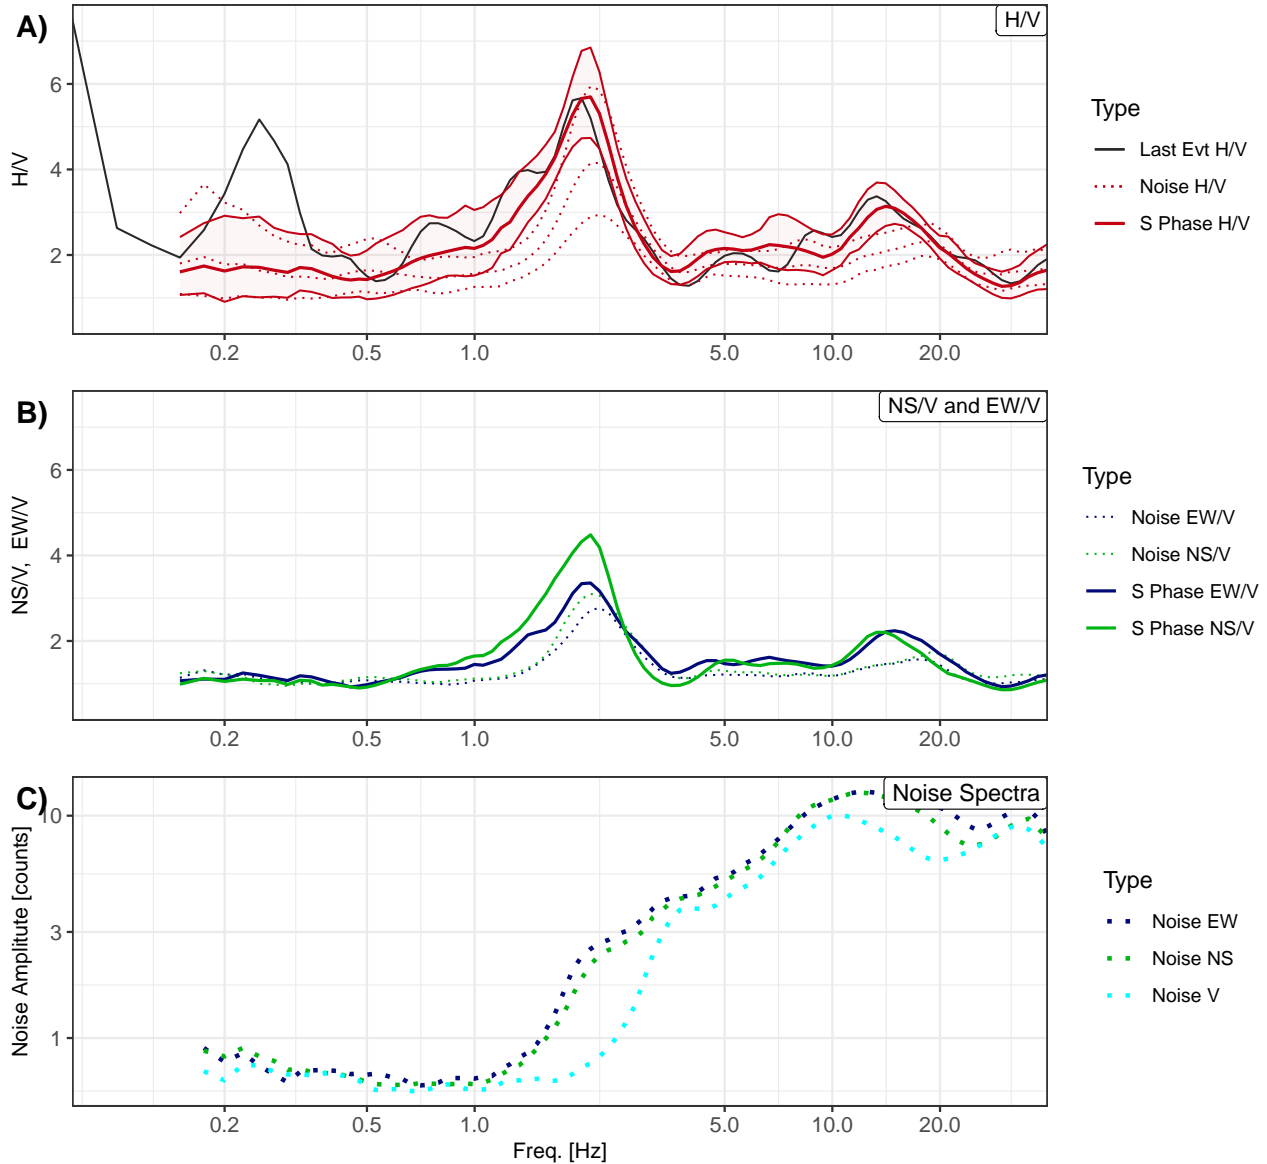 A)
H/V
6
4
2
H/V
0.2 0.5 1.0 5.0 10.0 20.0
Type
Last Evt H/V
Noise H/V
S Phase H/V
B)
NS/V and EW/V
6
4
2
NS/V,  EW/V
0.2 0.5 1.0 5.0 10.0 20.0
Type
Noise EW/V
Noise NS/V
S Phase EW/V
S Phase NS/V
C)
Noise Spectra
10
3
1
Noise Amplitute [counts]
0.2 0.5 1.0 5.0 10.0 20.0
Freq. [Hz]
Type
Noise EW
Noise NS
Noise V